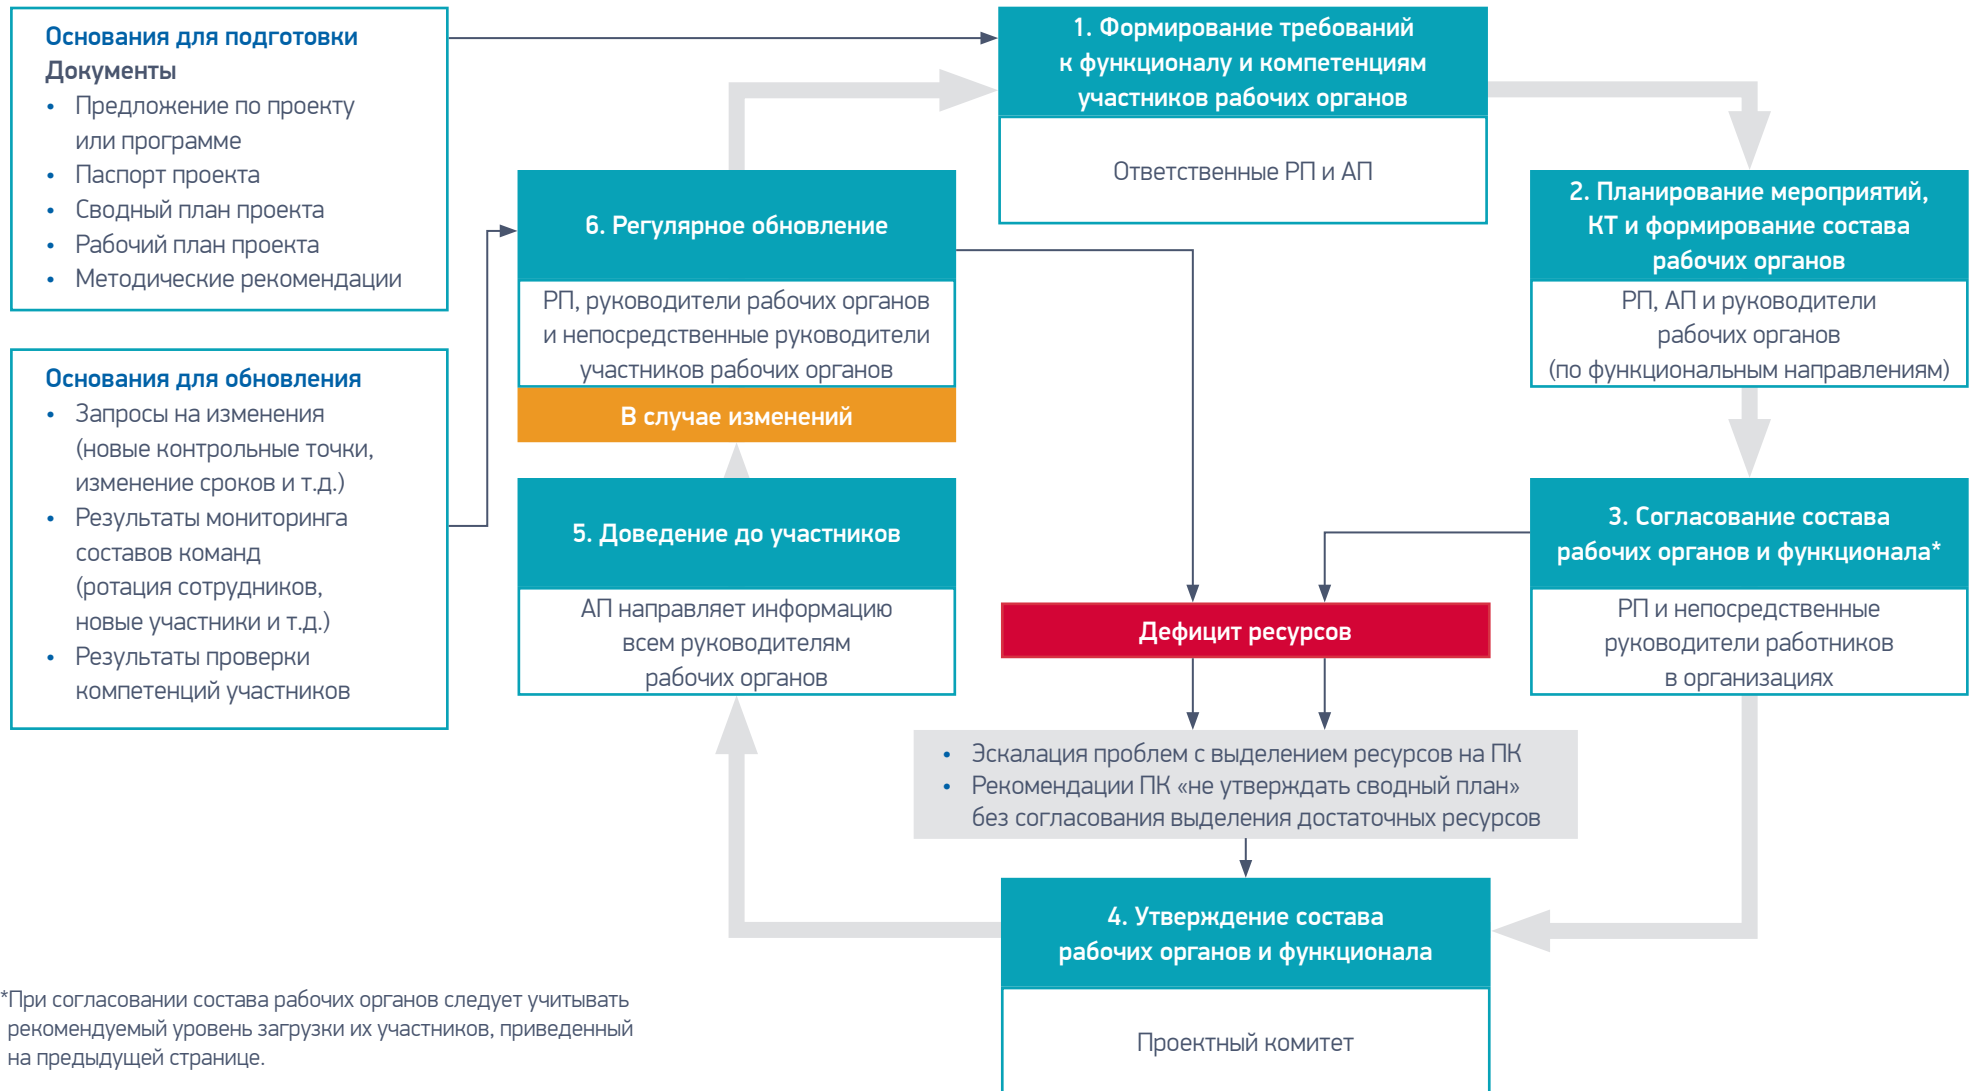 Основания для подготовки
Документы
• Предложение по проекту
или программе
• Паспорт проекта
• Сводный план проекта
• Рабочий план проекта
• Методические рекомендации
Основания для обновления
• Запросы на изменения
(новые контрольные точки,
изменение сроков и т.д.)
• Результаты мониторинга
составов команд
(ротация сотрудников,
новые участники и т.д.)
• Результаты проверки
компетенций участников
1. Формирование требований
к функционалу и компетенциям
участников рабочих органов
Ответственные РП и АП
2. Планирование мероприятий,
КТ и формирование состава
рабочих органов
РП, АП и руководители
рабочих органов
(по функциональным направлениям)
3. Согласование состава
рабочих органов и функционала*
РП и непосредственные
руководители работников
в организациях
6. Регулярное обновление
РП, руководители рабочих органов
и непосредственные руководители
участников рабочих органов
В случае изменений
5. Доведение до участников
АП направляет информацию
всем руководителям
рабочих органов
Дефицит ресурсов
• Эскалация проблем с выделением ресурсов на ПК
• Рекомендации ПК «не утверждать сводный план»
без согласования выделения достаточных ресурсов
4. Утверждение состава
рабочих органов и функционала
Проектный комитет
*При согласовании состава рабочих органов следует учитывать
рекомендуемый уровень загрузки их участников, приведенный
на предыдущей странице.